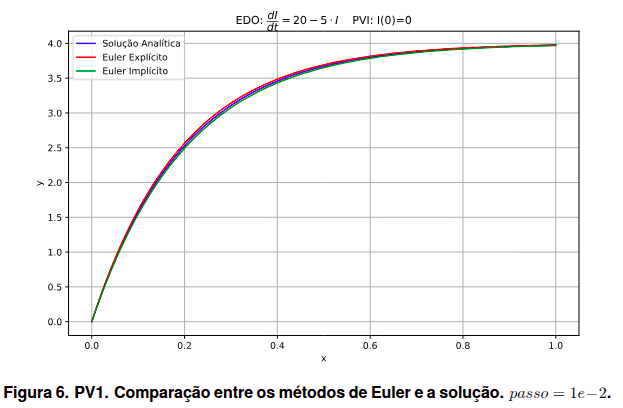 EDO: dI/dt = 20 − 5 · I PVI: I(0)=0
Solução Analítica
Euler Explícito
Euler Implícito
4.0
3.5
3.0
2.5
2.0
1.5
1.0
0.5
0.0
y
0.0 0.2 0.4 0.6 0.8 1.0
x
Figura 6. PV1. Comparação entre os métodos de Euler e a solução. passo = 1e−2.